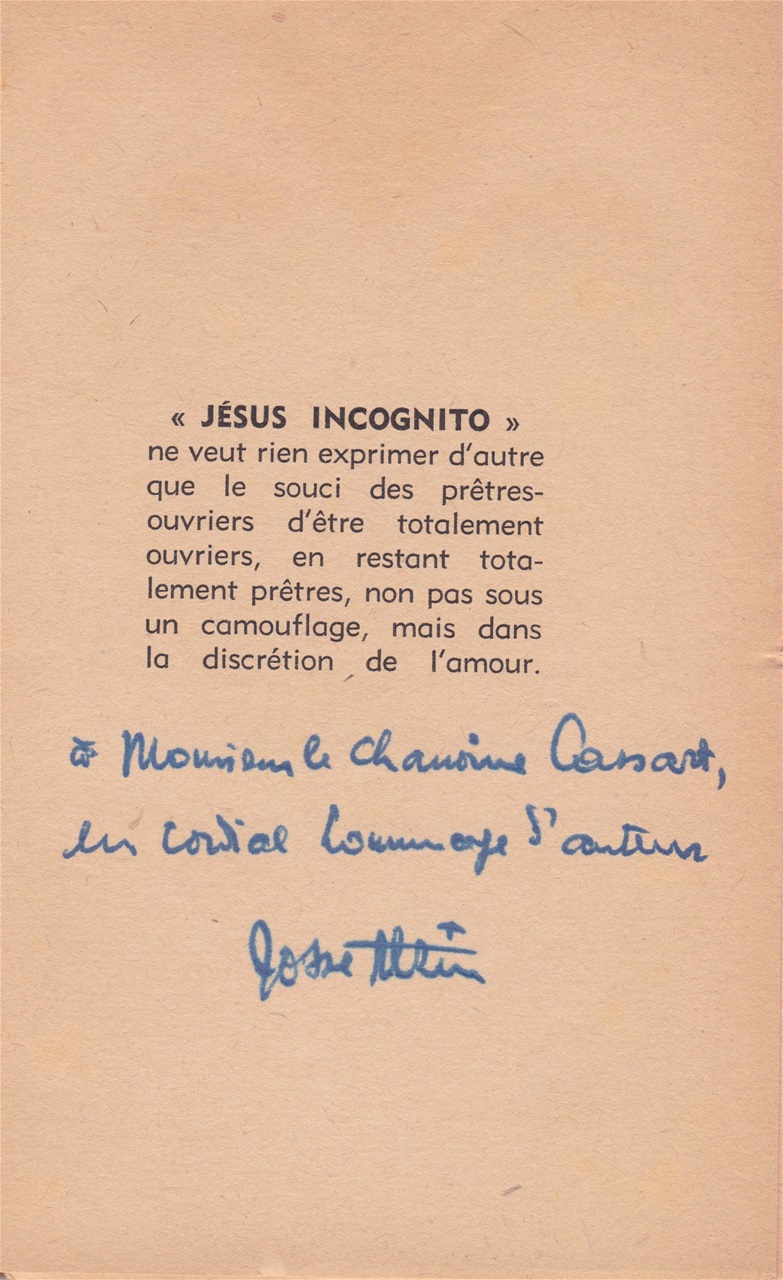 « JÉSUS INCOGNITO »
ne veut rien exprimer d'autre
que le souci des prêtres-
ouvriers d'être totalement
ouvriers, en restant tota-
lement prêtres, non pas sous
un camouflage, mais dans
la discrétion de l'amour.
à Monsieur le Chanoine Cassart,
en cordial hommage d'auteur
Josse Alzin